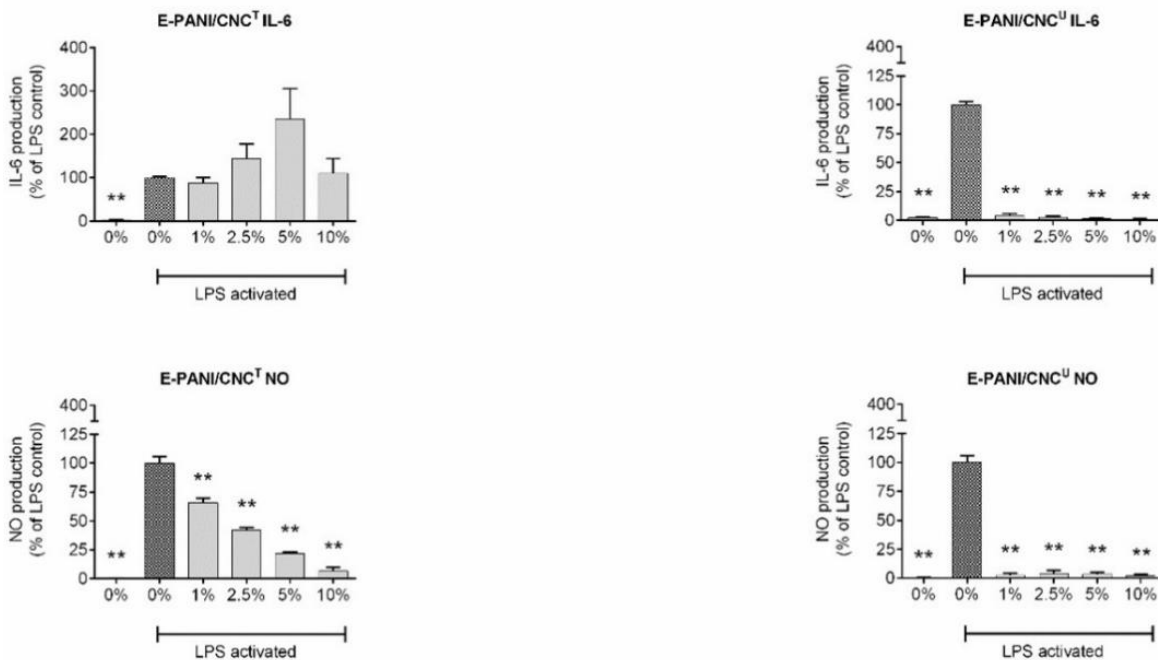 E-PANI/CNC^T IL-6
IL-6 production
(% of LPS control)
400
300
200
100
0
**
0% 0% 1% 2.5% 5% 10%
LPS activated
E-PANI/CNC^U IL-6
IL-6 production
(% of LPS control)
400
125
100
75
50
25
0
** ** ** ** **
0% 0% 1% 2.5% 5% 10%
LPS activated
E-PANI/CNC^T NO
NO production
(% of LPS control)
400
125
100
75
50
25
0
** ** ** ** **
0% 0% 1% 2.5% 5% 10%
LPS activated
E-PANI/CNC^U NO
NO production
(% of LPS control)
400
125
100
75
50
25
0
** ** ** ** **
0% 0% 1% 2.5% 5% 10%
LPS activated